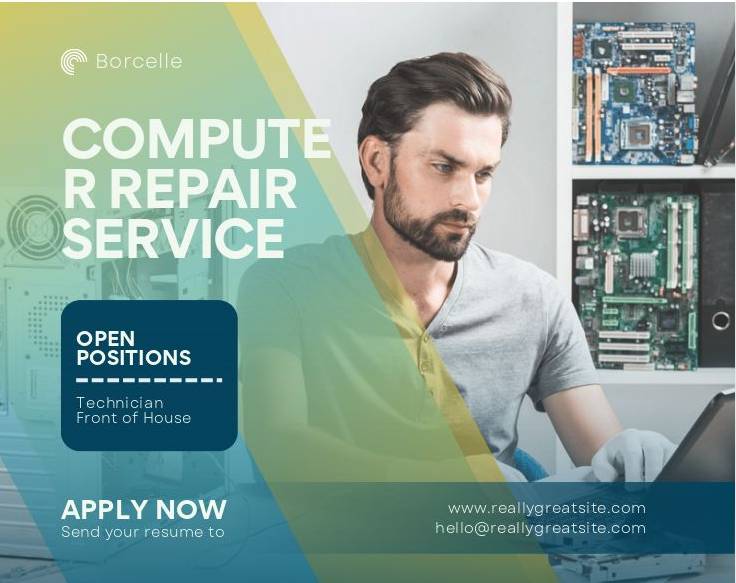 Borcelle
COMPUTE
R REPAIR
SERVICE
OPEN
POSITIONS
Technician
Front of House
APPLY NOW
Send your resume to
www.reallygreatsite.com
hello@reallygreatsite.com